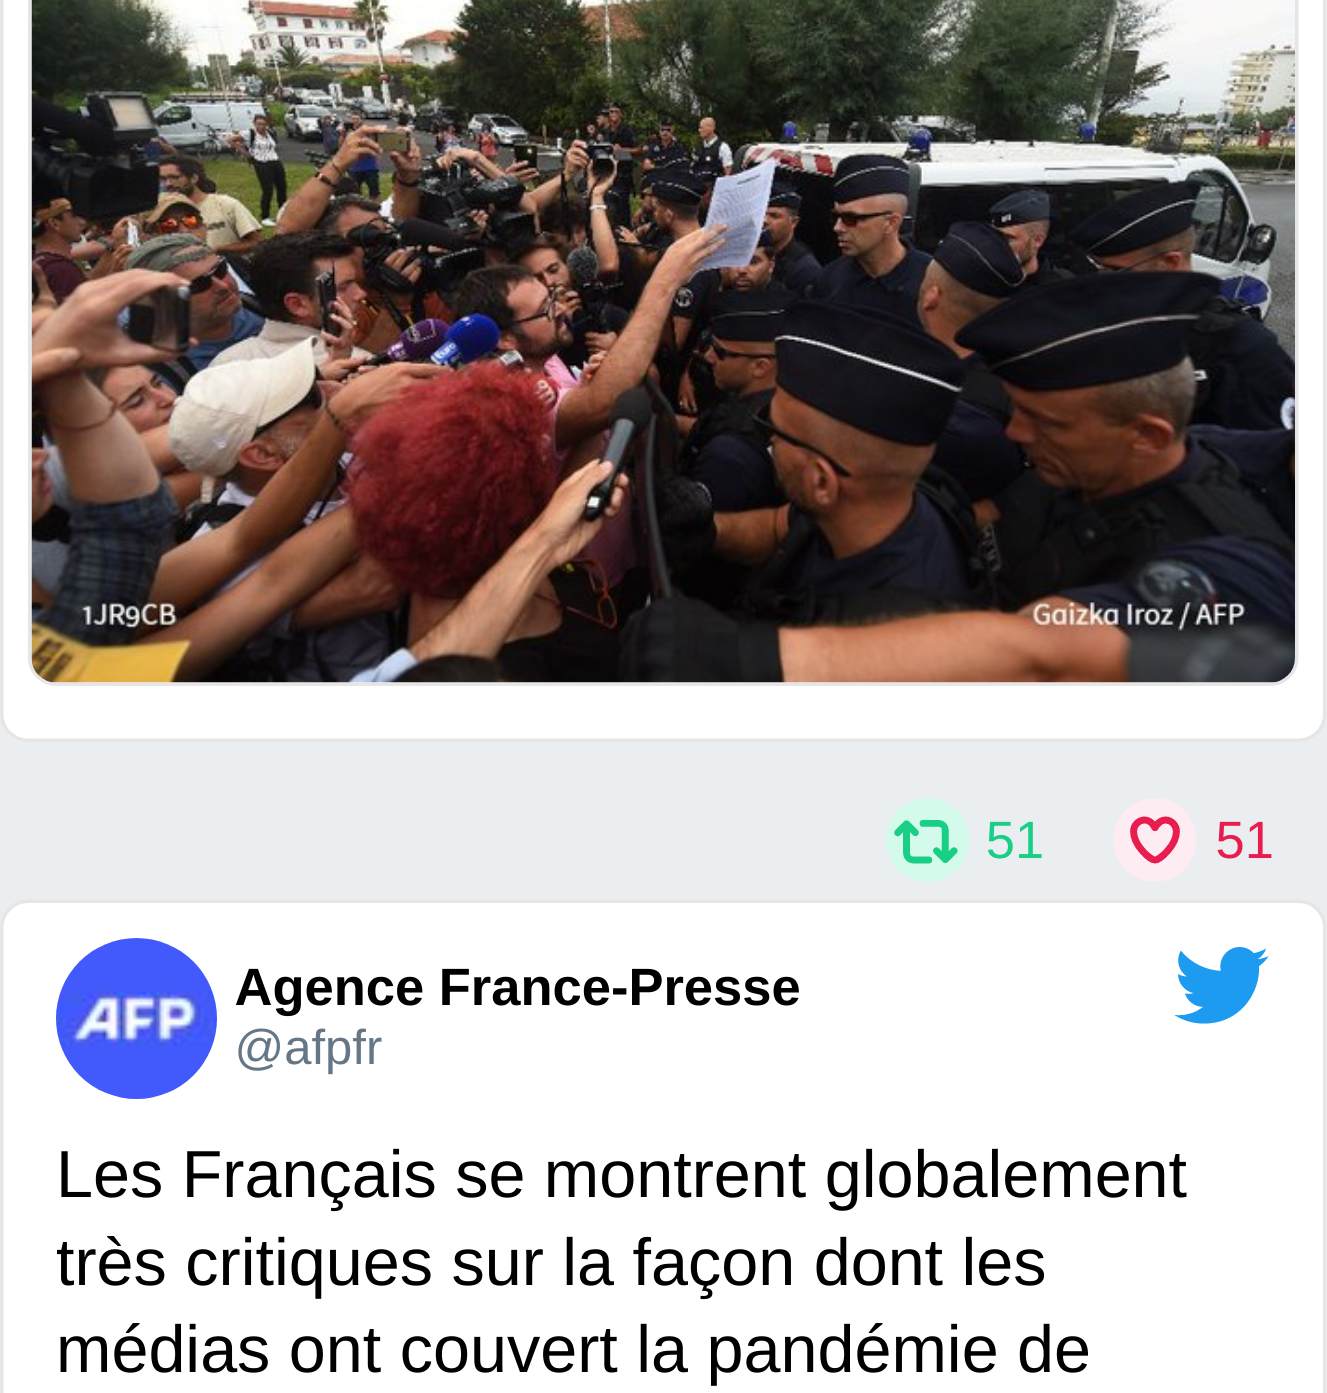 1JR9CB
Gaizka Iroz / AFP
51 51
AFP
Agence France-Presse
@afpfr
Les Français se montrent globalement
très critiques sur la façon dont les
médias ont couvert la pandémie de